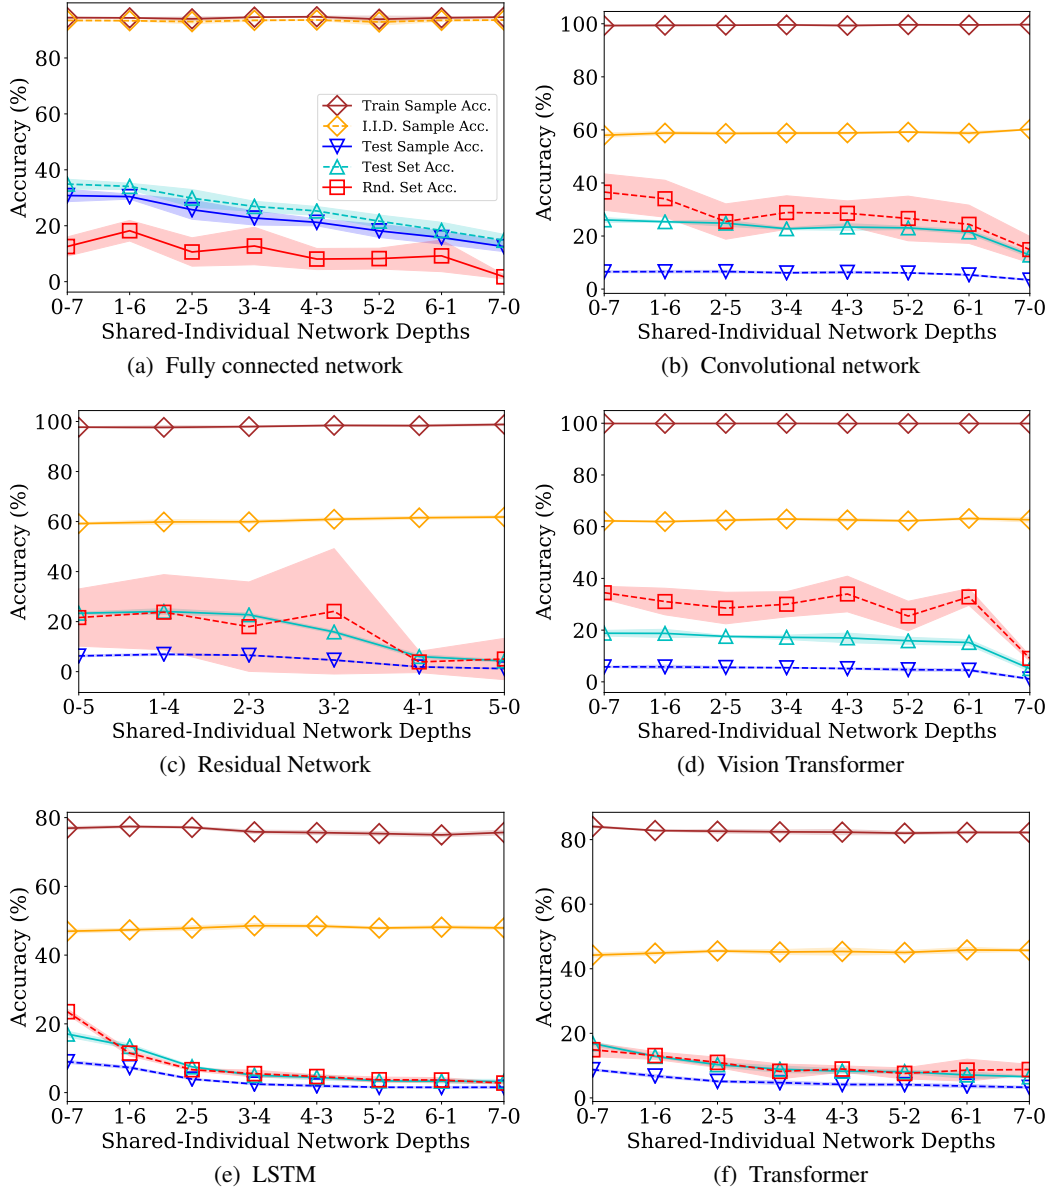 Accuracy (%)
80
60
40
20
0
Train Sample Acc.
I.I.D. Sample Acc.
Test Sample Acc.
Test Set Acc.
Rnd. Set Acc.
0-7 1-6 2-5 3-4 4-3 5-2 6-1 7-0
Shared-Individual Network Depths
(a) Fully connected network
Accuracy (%)
100
80
60
40
20
0
0-7 1-6 2-5 3-4 4-3 5-2 6-1 7-0
Shared-Individual Network Depths
(b) Convolutional network
Accuracy (%)
100
80
60
40
20
0
0-5 1-4 2-3 3-2 4-1 5-0
Shared-Individual Network Depths
(c) Residual Network
Accuracy (%)
100
80
60
40
20
0
0-7 1-6 2-5 3-4 4-3 5-2 6-1 7-0
Shared-Individual Network Depths
(d) Vision Transformer
Accuracy (%)
80
60
40
20
0
0-7 1-6 2-5 3-4 4-3 5-2 6-1 7-0
Shared-Individual Network Depths
(e) LSTM
Accuracy (%)
80
60
40
20
0
0-7 1-6 2-5 3-4 4-3 5-2 6-1 7-0
Shared-Individual Network Depths
(f) Transformer